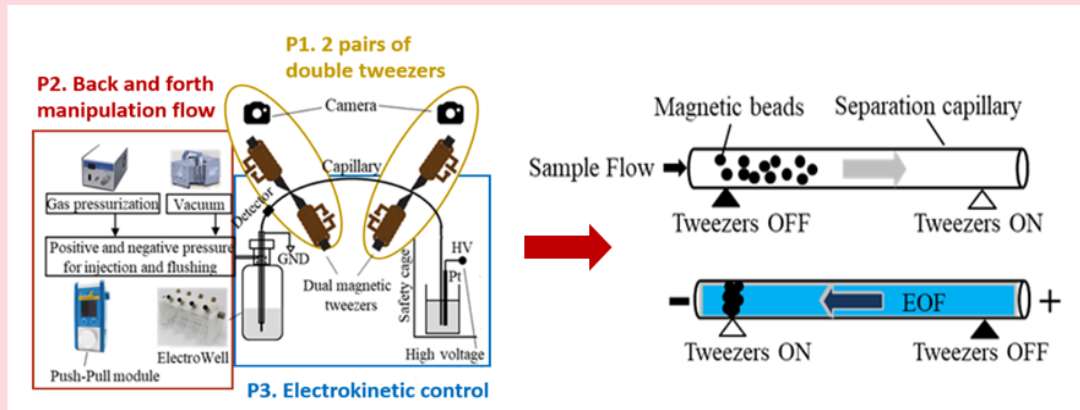 P1. 2 pairs of
double tweezers
P2. Back and forth
manipulation flow
Camera
Capillary
Gas pressurization
Vacuum
Detector
Positive and negative pressure
for injection and flushing
GND
HV
Pt
Dual magnetic
tweezers
Safety cage
High voltage
ElectroWell
Push-Pull module
P3. Electrokinetic control
Magnetic beads
Separation capillary
Sample Flow
Tweezers OFF
Tweezers ON
-
EOF
+
Tweezers ON
Tweezers OFF